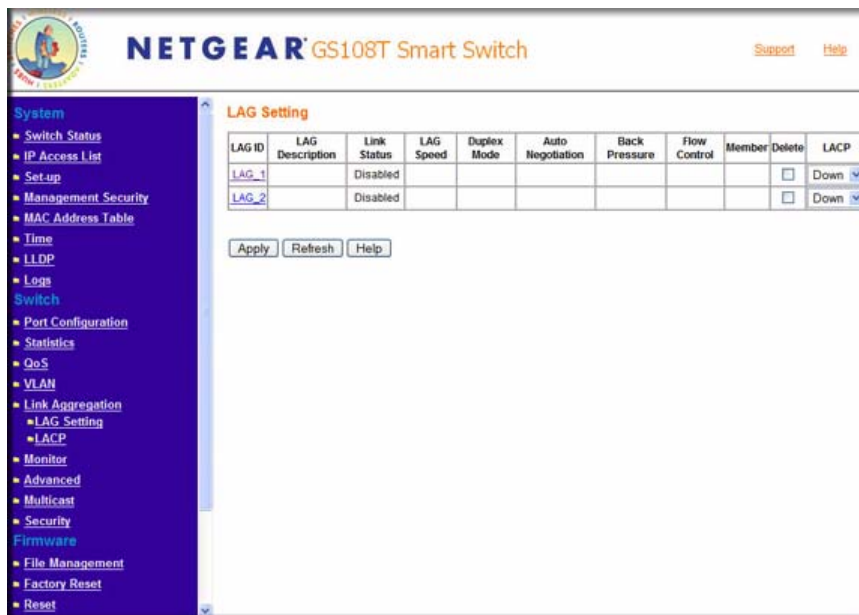 NETGEAR GS108T Smart Switch
Support Help
System
Switch Status
IP Access List
Set-up
Management Security
MAC Address Table
Time
LLDP
Logs
Switch
Port Configuration
Statistics
QoS
VLAN
Link Aggregation
LAG Setting
LACP
Monitor
Advanced
Multicast
Security
Firmware
File Management
Factory Reset
Reset
LAG Setting
LAG ID LAG Description Link Status LAG Speed Duplex Mode Auto Negotiation Back Pressure Flow Control Member Delete LACP
LAG_1 Disabled Down
LAG_2 Disabled Down
Apply Refresh Help